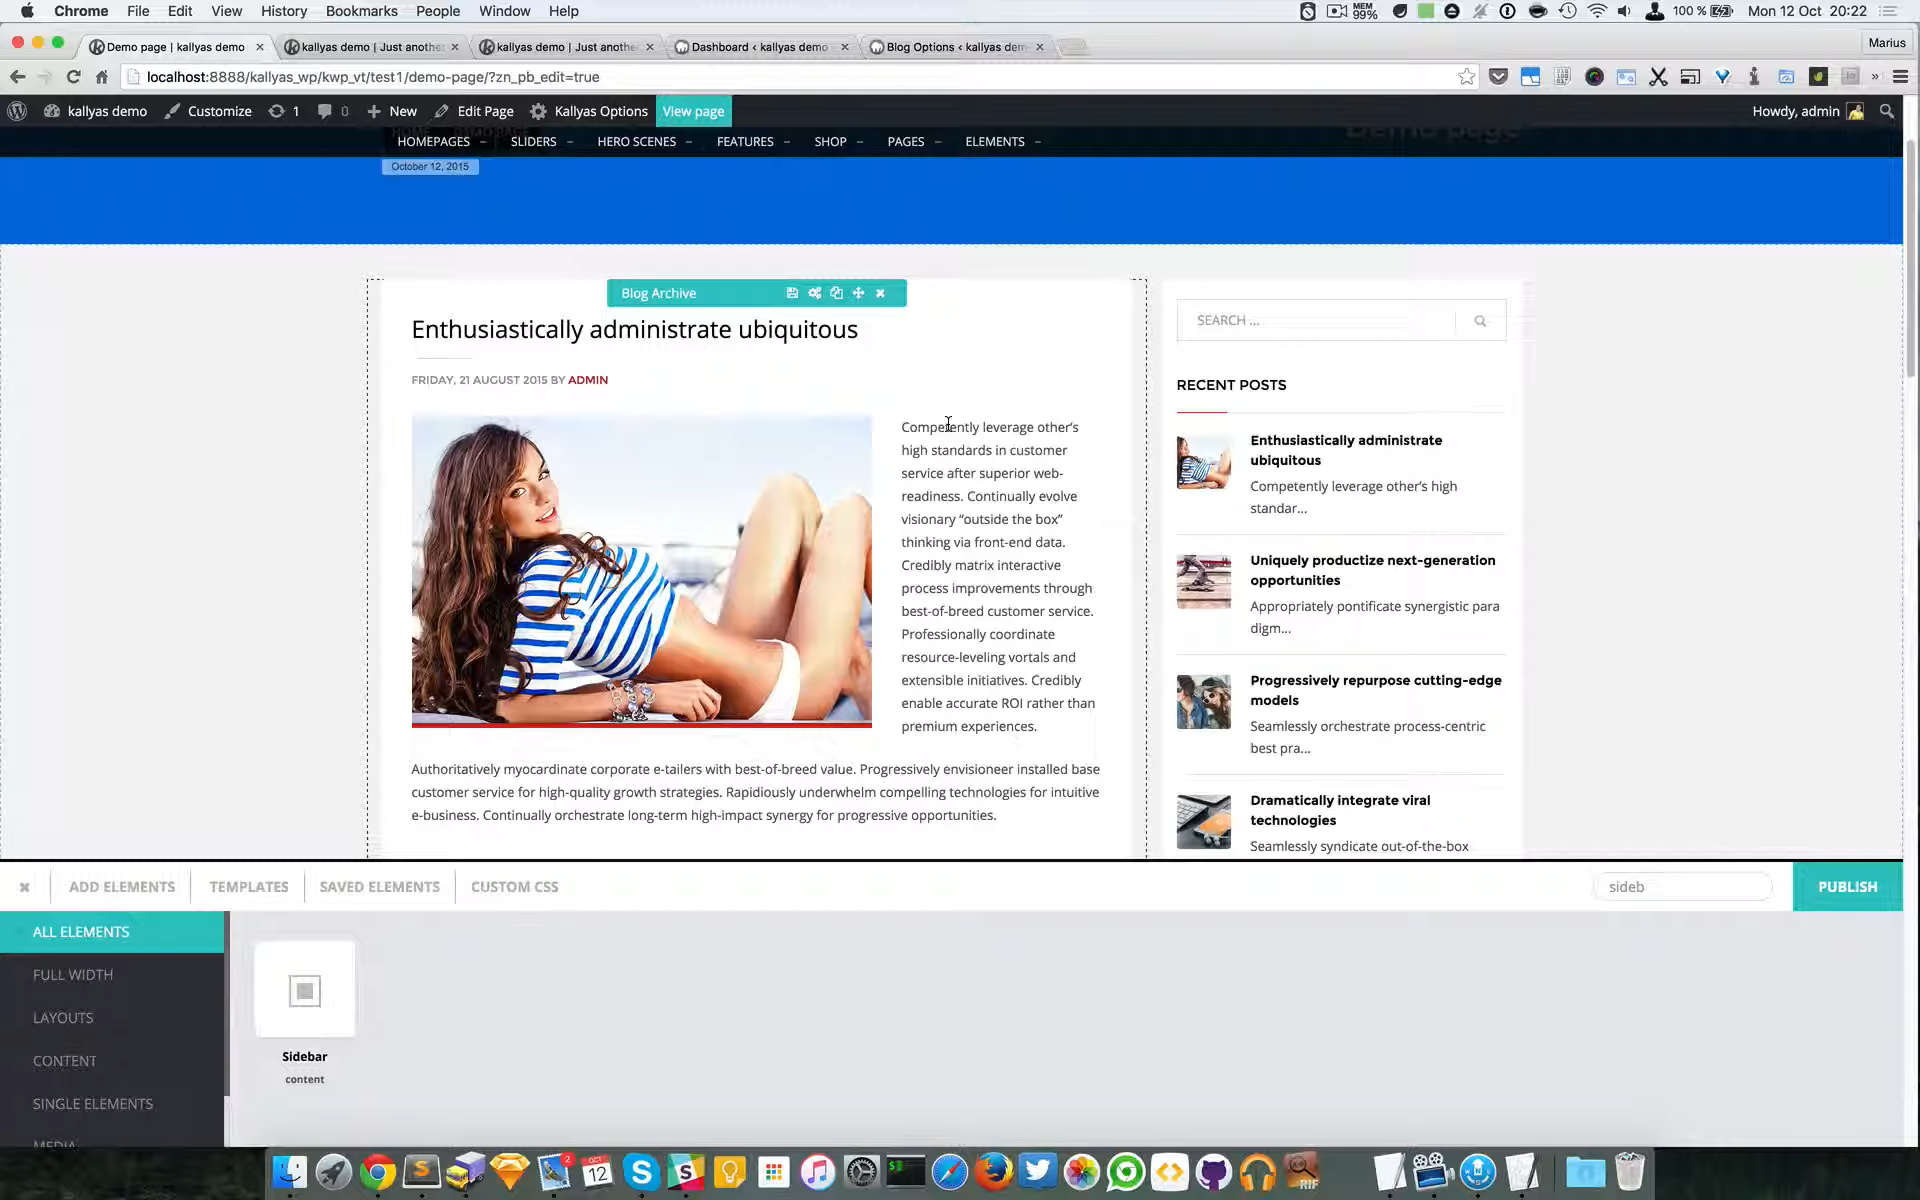 Chrome File Edit View History Bookmarks People Window Help MEM 99% 100 % Mon 12 Oct 20:22
Demo page | kallyas demo kallyas demo | Just anothe kallyas demo | Just anothe Dashboard ‹ kallyas demo Blog Options ‹ kallyas dem Marius
localhost:8888/kallyas_wp/kwp_vt/test1/demo-page/?zn_pb_edit=true
kallyas demo Customize 1 0 New Edit Page Kallyas Options View page Howdy, admin
Demo page
HOMEPAGES SLIDERS HERO SCENES FEATURES SHOP PAGES ELEMENTS
October 12, 2015
Blog Archive
Enthusiastically administrate ubiquitous
FRIDAY, 21 AUGUST 2015 BY ADMIN
Competently leverage other’s
high standards in customer
service after superior web-
readiness. Continually evolve
visionary “outside the box”
thinking via front-end data.
Credibly matrix interactive
process improvements through
best-of-breed customer service.
Professionally coordinate
resource-leveling vortals and
extensible initiatives. Credibly
enable accurate ROI rather than
premium experiences.
Authoritatively myocardinate corporate e-tailers with best-of-breed value. Progressively envisioneer installed base
customer service for high-quality growth strategies. Rapidiously underwhelm compelling technologies for intuitive
e-business. Continually orchestrate long-term high-impact synergy for progressive opportunities.
SEARCH ...
RECENT POSTS
Enthusiastically administrate
ubiquitous
Competently leverage other’s high
standar...
Uniquely productize next-generation
opportunities
Appropriately pontificate synergistic para
digm...
Progressively repurpose cutting-edge
models
Seamlessly orchestrate process-centric
best pra...
Dramatically integrate viral
technologies
Seamlessly syndicate out-of-the-box
ADD ELEMENTS TEMPLATES SAVED ELEMENTS CUSTOM CSS sideb PUBLISH
ALL ELEMENTS
FULL WIDTH
LAYOUTS
CONTENT
SINGLE ELEMENTS
MEDIA
Sidebar
content
2 OCT 12 RIF